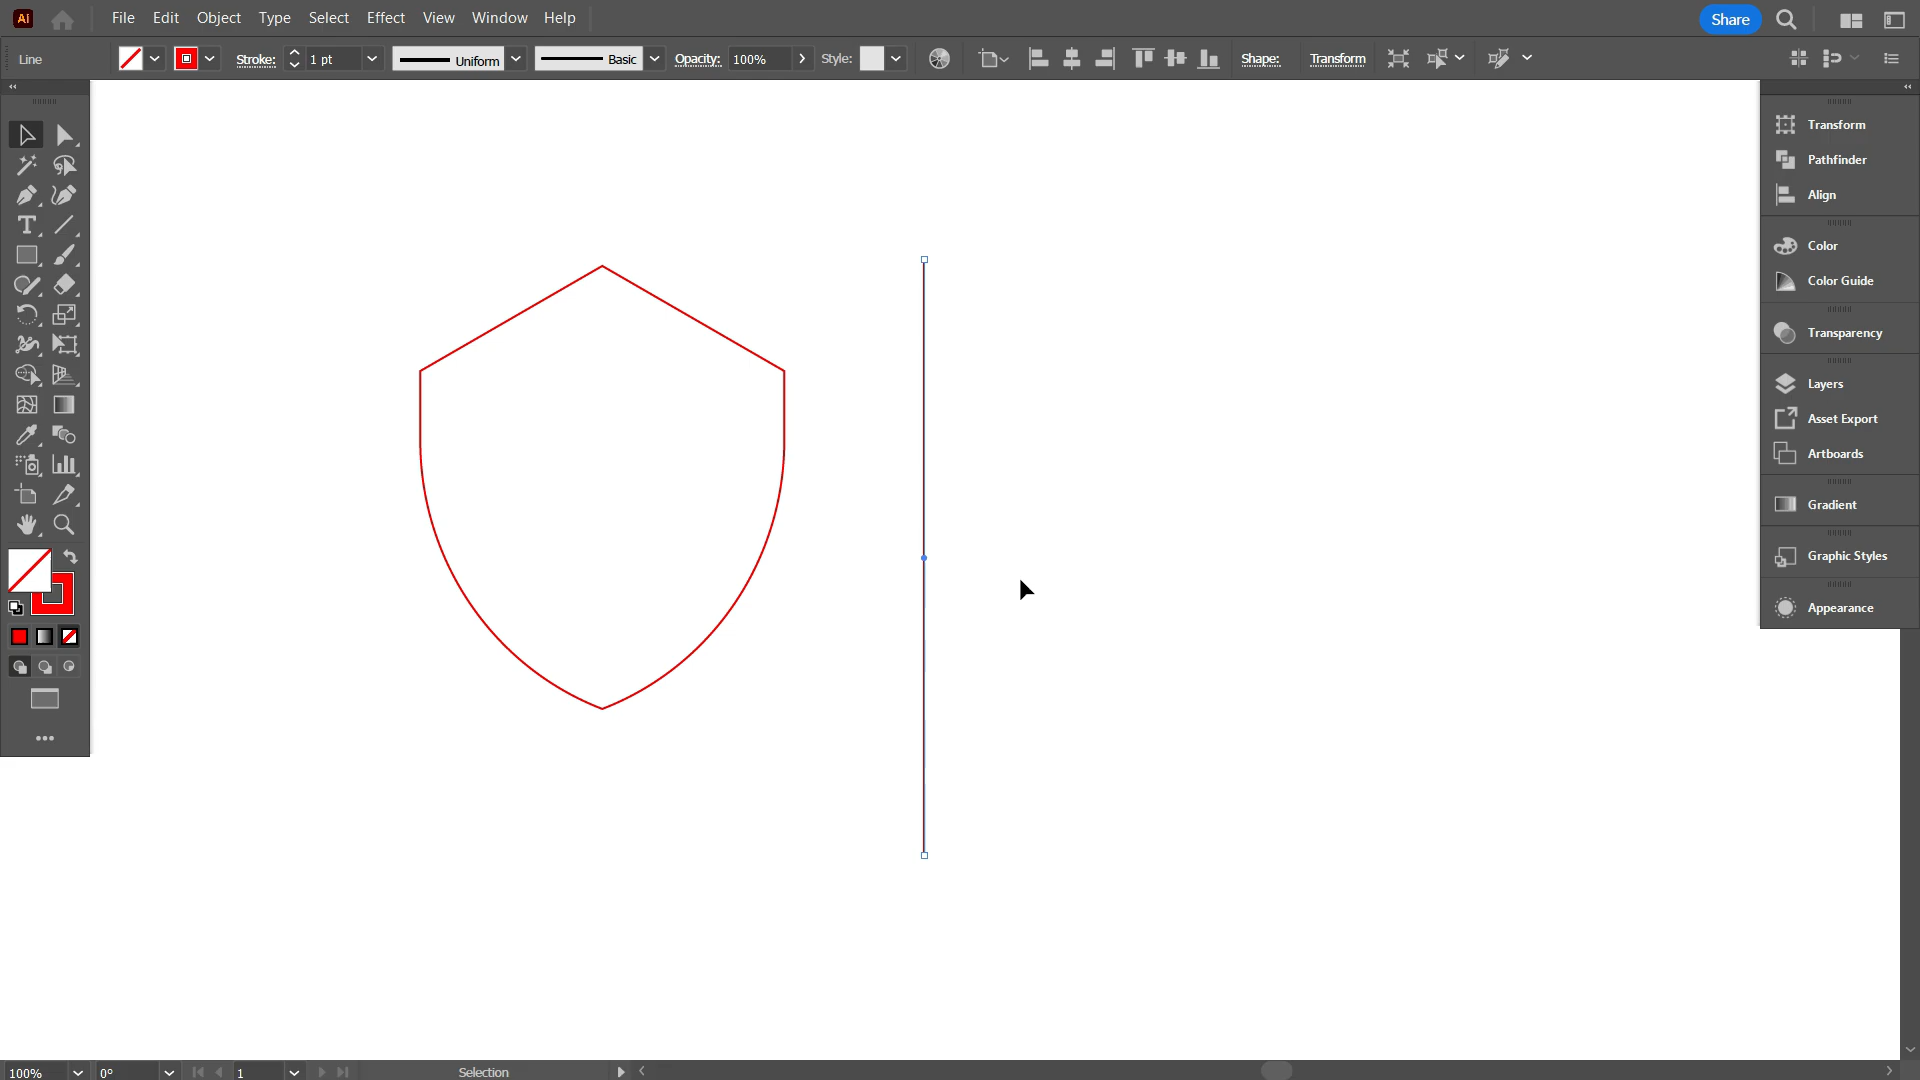 Ai File Edit Object Type Select Effect View Window Help Share
Line Stroke: 1 pt Uniform Basic Opacity: 100% Style: Shape: Transform
Transform
Pathfinder
Align
Color
Color Guide
Transparency
Layers
Asset Export
Artboards
Gradient
Graphic Styles
Appearance
100% 0° 1 Selection